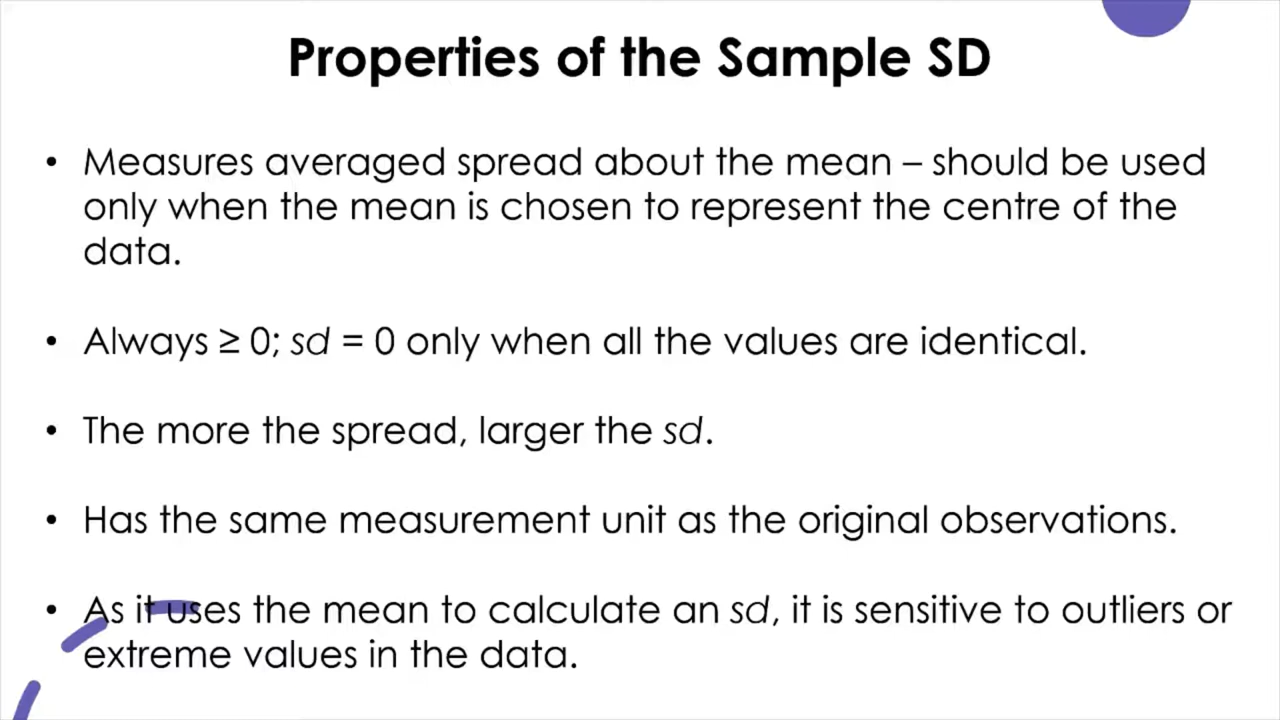 Properties of the Sample SD
• Measures averaged spread about the mean – should be used
only when the mean is chosen to represent the centre of the
data.
• Always ≥ 0; sd = 0 only when all the values are identical.
• The more the spread, larger the sd.
• Has the same measurement unit as the original observations.
• As it uses the mean to calculate an sd, it is sensitive to outliers or
extreme values in the data.